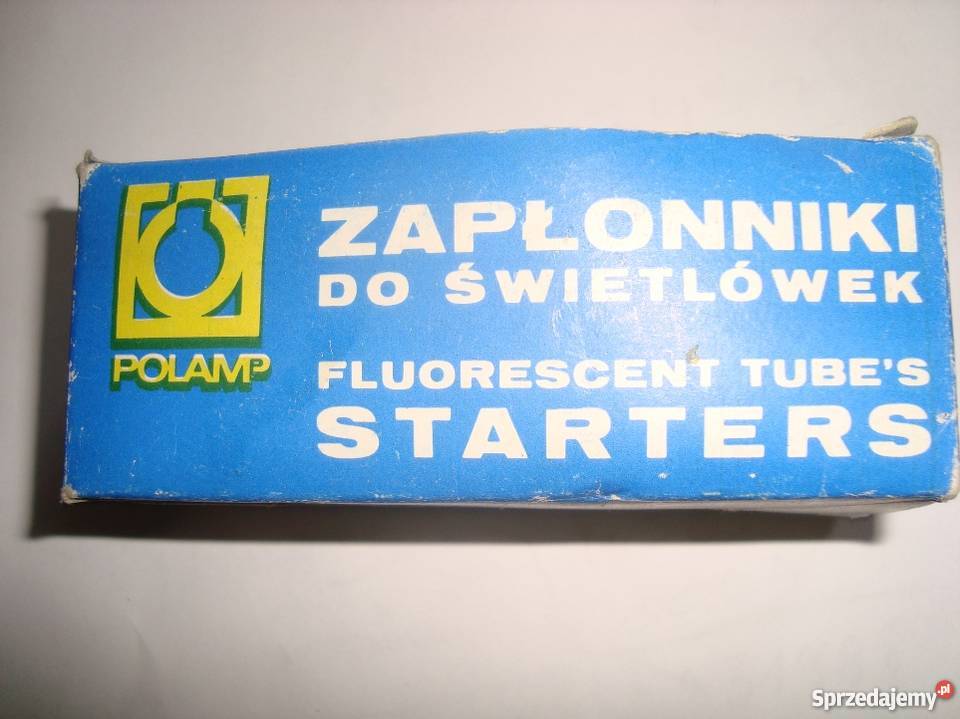 ZAPŁONNIKI
DO ŚWIETLÓWEK
POLAMP
FLUORESCENT TUBE'S
STARTERS
Sprzedajemy.pl